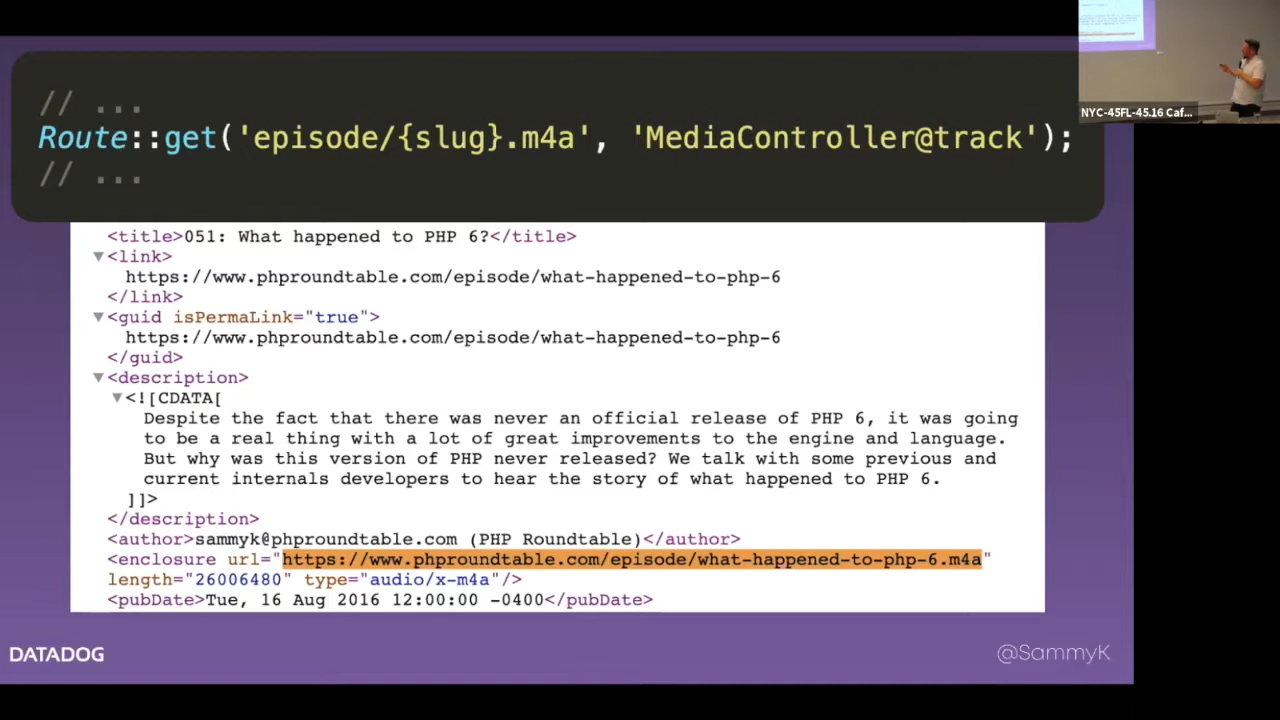 // ...
Route::get('episode/{slug}.m4a', 'MediaController@track');
// ...
NYC-45FL-45.16 Caf...
<title>051: What happened to PHP 6?</title>
▼<link>
https://www.phproundtable.com/episode/what-happened-to-php-6
</link>
▼<guid isPermaLink="true">
https://www.phproundtable.com/episode/what-happened-to-php-6
</guid>
▼<description>
▼<![CDATA[
Despite the fact that there was never an official release of PHP 6, it was going
to be a real thing with a lot of great improvements to the engine and language.
But why was this version of PHP never released? We talk with some previous and
current internals developers to hear the story of what happened to PHP 6.
]]>
</description>
<author>sammyk@phproundtable.com (PHP Roundtable)</author>
<enclosure url="https://www.phproundtable.com/episode/what-happened-to-php-6.m4a"
length="26006480" type="audio/x-m4a"/>
<pubDate>Tue, 16 Aug 2016 12:00:00 -0400</pubDate>
DATADOG
@SammyK